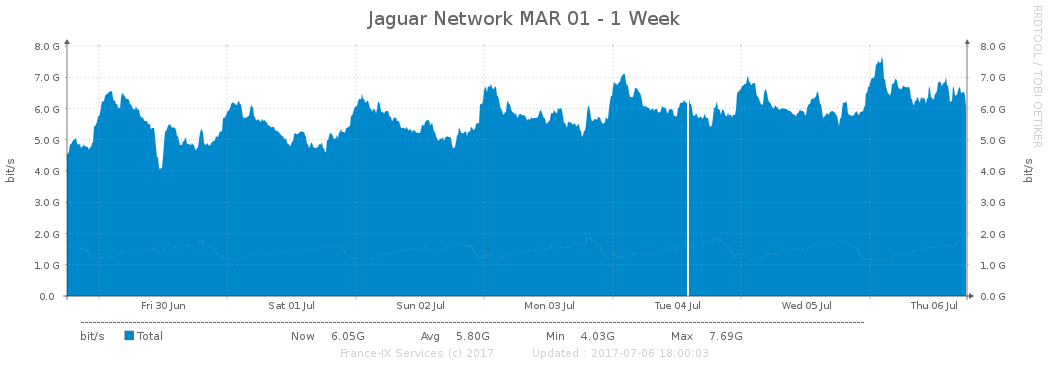 Jaguar Network MAR 01 - 1 Week
RRDTOOL / TOBI OETIKER
8.0 G 8.0 G
7.0 G 7.0 G
6.0 G 6.0 G
5.0 G 5.0 G
4.0 G 4.0 G
3.0 G 3.0 G
2.0 G 2.0 G
1.0 G 1.0 G
0.0 0.0 G
bit/s
bit/s
Fri 30 Jun Sat 01 Jul Sun 02 Jul Mon 03 Jul Tue 04 Jul Wed 05 Jul Thu 06 Jul
bit/s Total Now 6.05G Avg 5.80G Min 4.03G Max 7.69G
France-IX Services (c) 2017 Updated : 2017-07-06 18:00:03